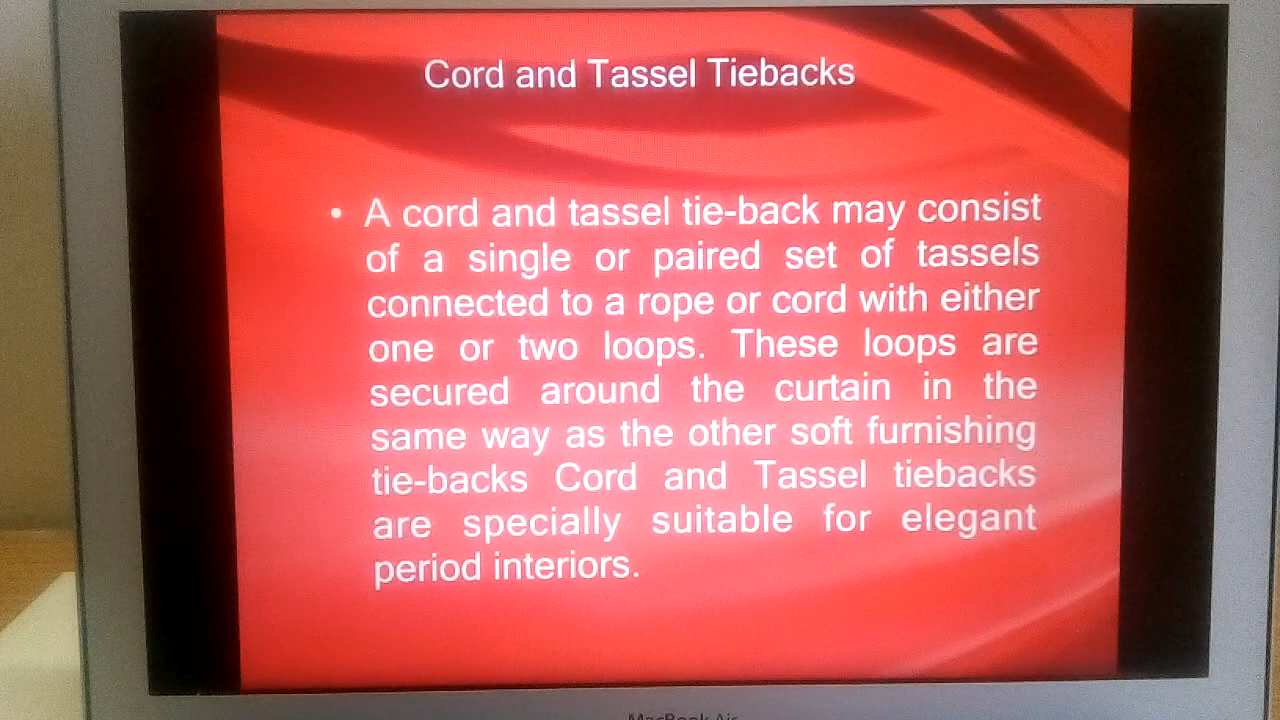 Cord and Tassel Tiebacks
• A cord and tassel tie-back may consist
of a single or paired set of tassels
connected to a rope or cord with either
one or two loops. These loops are
secured around the curtain in the
same way as the other soft furnishing
tie-backs Cord and Tassel tiebacks
are specially suitable for elegant
period interiors.
MacBook Air